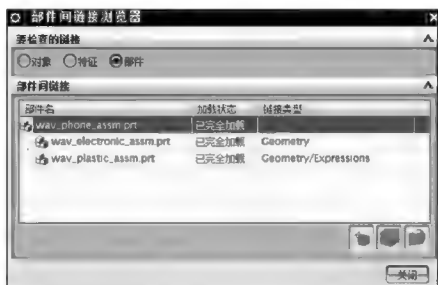 部件间链接浏览器
要检查的链接
对象 特征 部件
部件间链接
部件名 加载状态 链接类型
wav_phone_assm.prt 已完全加载
wav_electronic_assm.prt 已完全加载 Geometry
wav_plastic_assm.prt 已完全加载 Geometry/Expressions
关闭